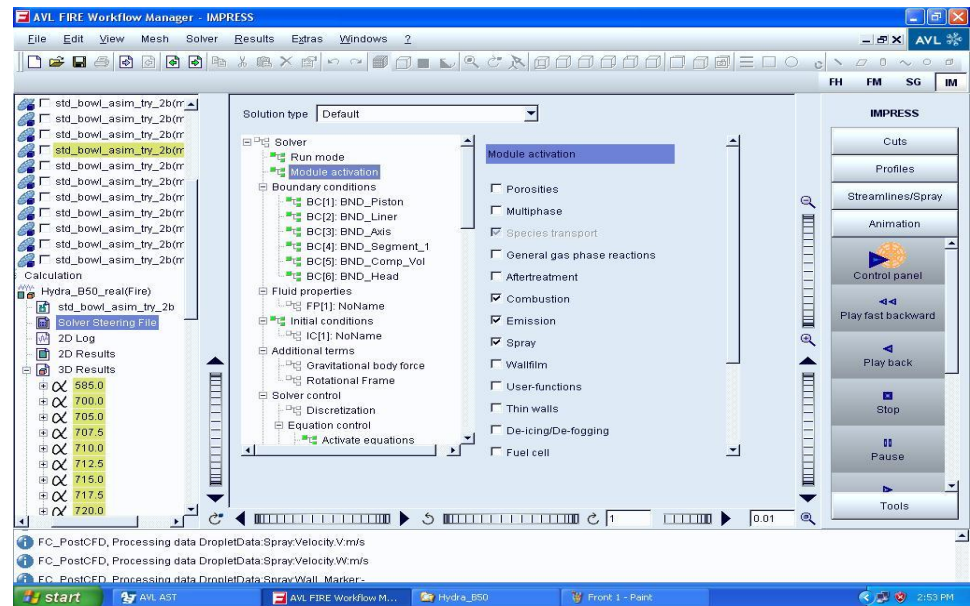 AVL FIRE Workflow Manager - IMPRESS
File Edit View Mesh Solver Results Extras Windows ?
AVL
FH FM SG IM
std_bowl_asim_try_2b(m
std_bowl_asim_try_2b(m
std_bowl_asim_try_2b(m
std_bowl_asim_try_2b(m
std_bowl_asim_try_2b(m
std_bowl_asim_try_2b(m
std_bowl_asim_try_2b(m
std_bowl_asim_try_2b(m
std_bowl_asim_try_2b(m
std_bowl_asim_try_2b(m
std_bowl_asim_try_2b(m
Calculation
Hydra_B50_real(Fire)
std_bowl_asim_try_2b
Solver Steering File
2D Log
2D Results
3D Results
α 585.0
α 700.0
α 705.0
α 707.5
α 710.0
α 712.5
α 715.0
α 717.5
α 720.0
Solution type Default
Solver
Run mode
Module activation
Boundary conditions
BC[1]: BND_Piston
BC[2]: BND_Liner
BC[3]: BND_Axis
BC[4]: BND_Segment_1
BC[5]: BND_Comp_Vol
BC[6]: BND_Head
Fluid properties
FP[1]: NoName
Initial conditions
IC[1]: NoName
Additional terms
Gravitational body force
Rotational Frame
Solver control
Discretization
Equation control
Activate equations
Module activation
Porosities
Multiphase
Species transport
General gas phase reactions
Aftertreatment
Combustion
Emission
Spray
Wallfilm
User-functions
Thin walls
De-icing/De-fogging
Fuel cell
1
0.01
IMPRESS
Cuts
Profiles
Streamlines/Spray
Animation
Control panel
Play fast backward
Play back
Stop
Pause
Tools
FC_PostCFD, Processing data DropletData:Spray:Velocity.V:m/s
FC_PostCFD, Processing data DropletData:Spray:Velocity.W:m/s
FC_PostCFD, Processing data DropletData:Spray:Wall_Marker:-
start AVL AST AVL FIRE Workflow M... Hydra_B50 Front 1 - Paint 2:53 PM